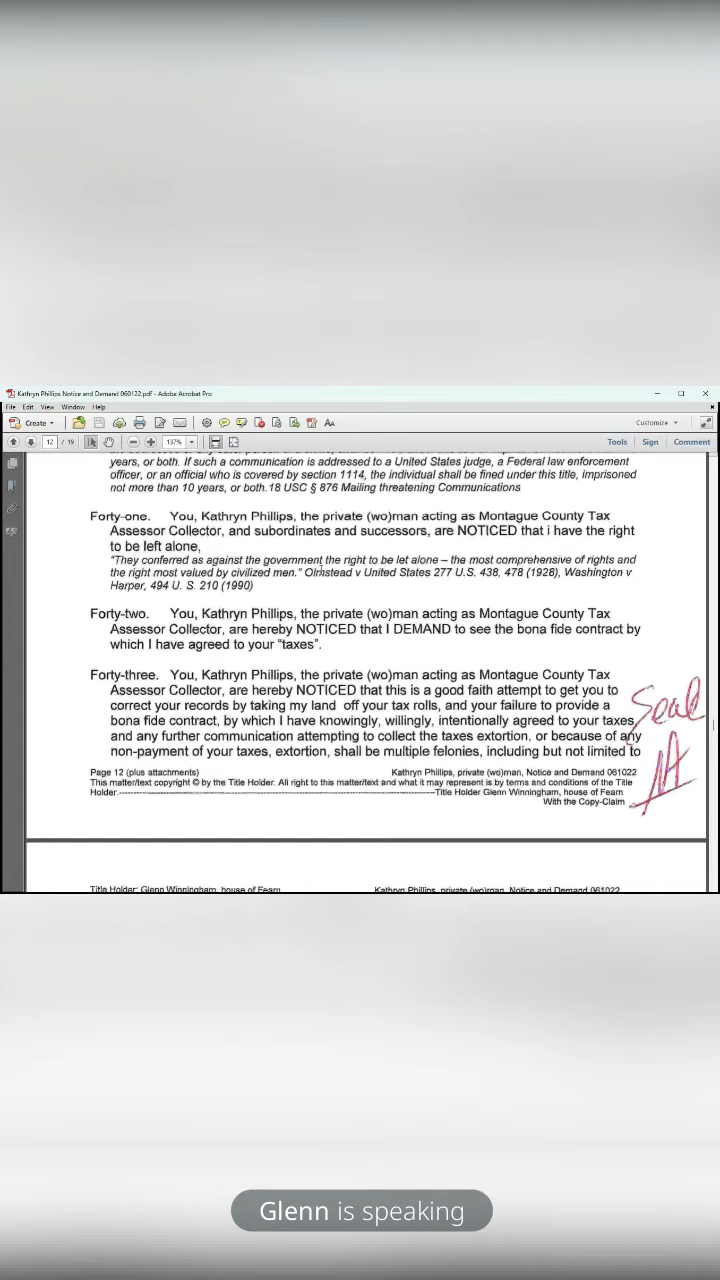 Kathryn Phillips Notice and Demand 060122.pdf - Adobe Acrobat Pro
File Edit View Window Help
Create
Customize
12 / 19 137% Tools Sign Comment
years, or both. If such a communication is addressed to a United States judge, a Federal law enforcement
officer, or an official who is covered by section 1114, the individual shall be fined under this title, imprisoned
not more than 10 years, or both.18 USC § 876 Mailing threatening Communications
Forty-one. You, Kathryn Phillips, the private (wo)man acting as Montague County Tax
Assessor Collector, and subordinates and successors, are NOTICED that i have the right
to be left alone,
"They conferred as against the government the right to be let alone – the most comprehensive of rights and
the right most valued by civilized men." Olmstead v United States 277 U.S. 438, 478 (1928), Washington v
Harper, 494 U. S. 210 (1990)
Forty-two. You, Kathryn Phillips, the private (wo)man acting as Montague County Tax
Assessor Collector, are hereby NOTICED that I DEMAND to see the bona fide contract by
which I have agreed to your "taxes".
Forty-three. You, Kathryn Phillips, the private (wo)man acting as Montague County Tax
Assessor Collector, are hereby NOTICED that this is a good faith attempt to get you to
correct your records by taking my land off your tax rolls, and your failure to provide a
bona fide contract, by which I have knowingly, willingly, intentionally agreed to your taxes,
and any further communication attempting to collect the taxes extortion, or because of any
non-payment of your taxes, extortion, shall be multiple felonies, including but not limited to
Seal
Page 12 (plus attachments) Kathryn Phillips, private (wo)man, Notice and Demand 061022
This matter/text copyright © by the Title Holder. All right to this matter/text and what it may represent is by terms and conditions of the Title
Holder.------------------------------------------------Title Holder Glenn Winningham, house of Fearn
With the Copy-Claim
Title Holder: Glenn Winningham, house of Fearn Kathryn Phillips, private (wo)man, Notice and Demand 061022
Glenn is speaking